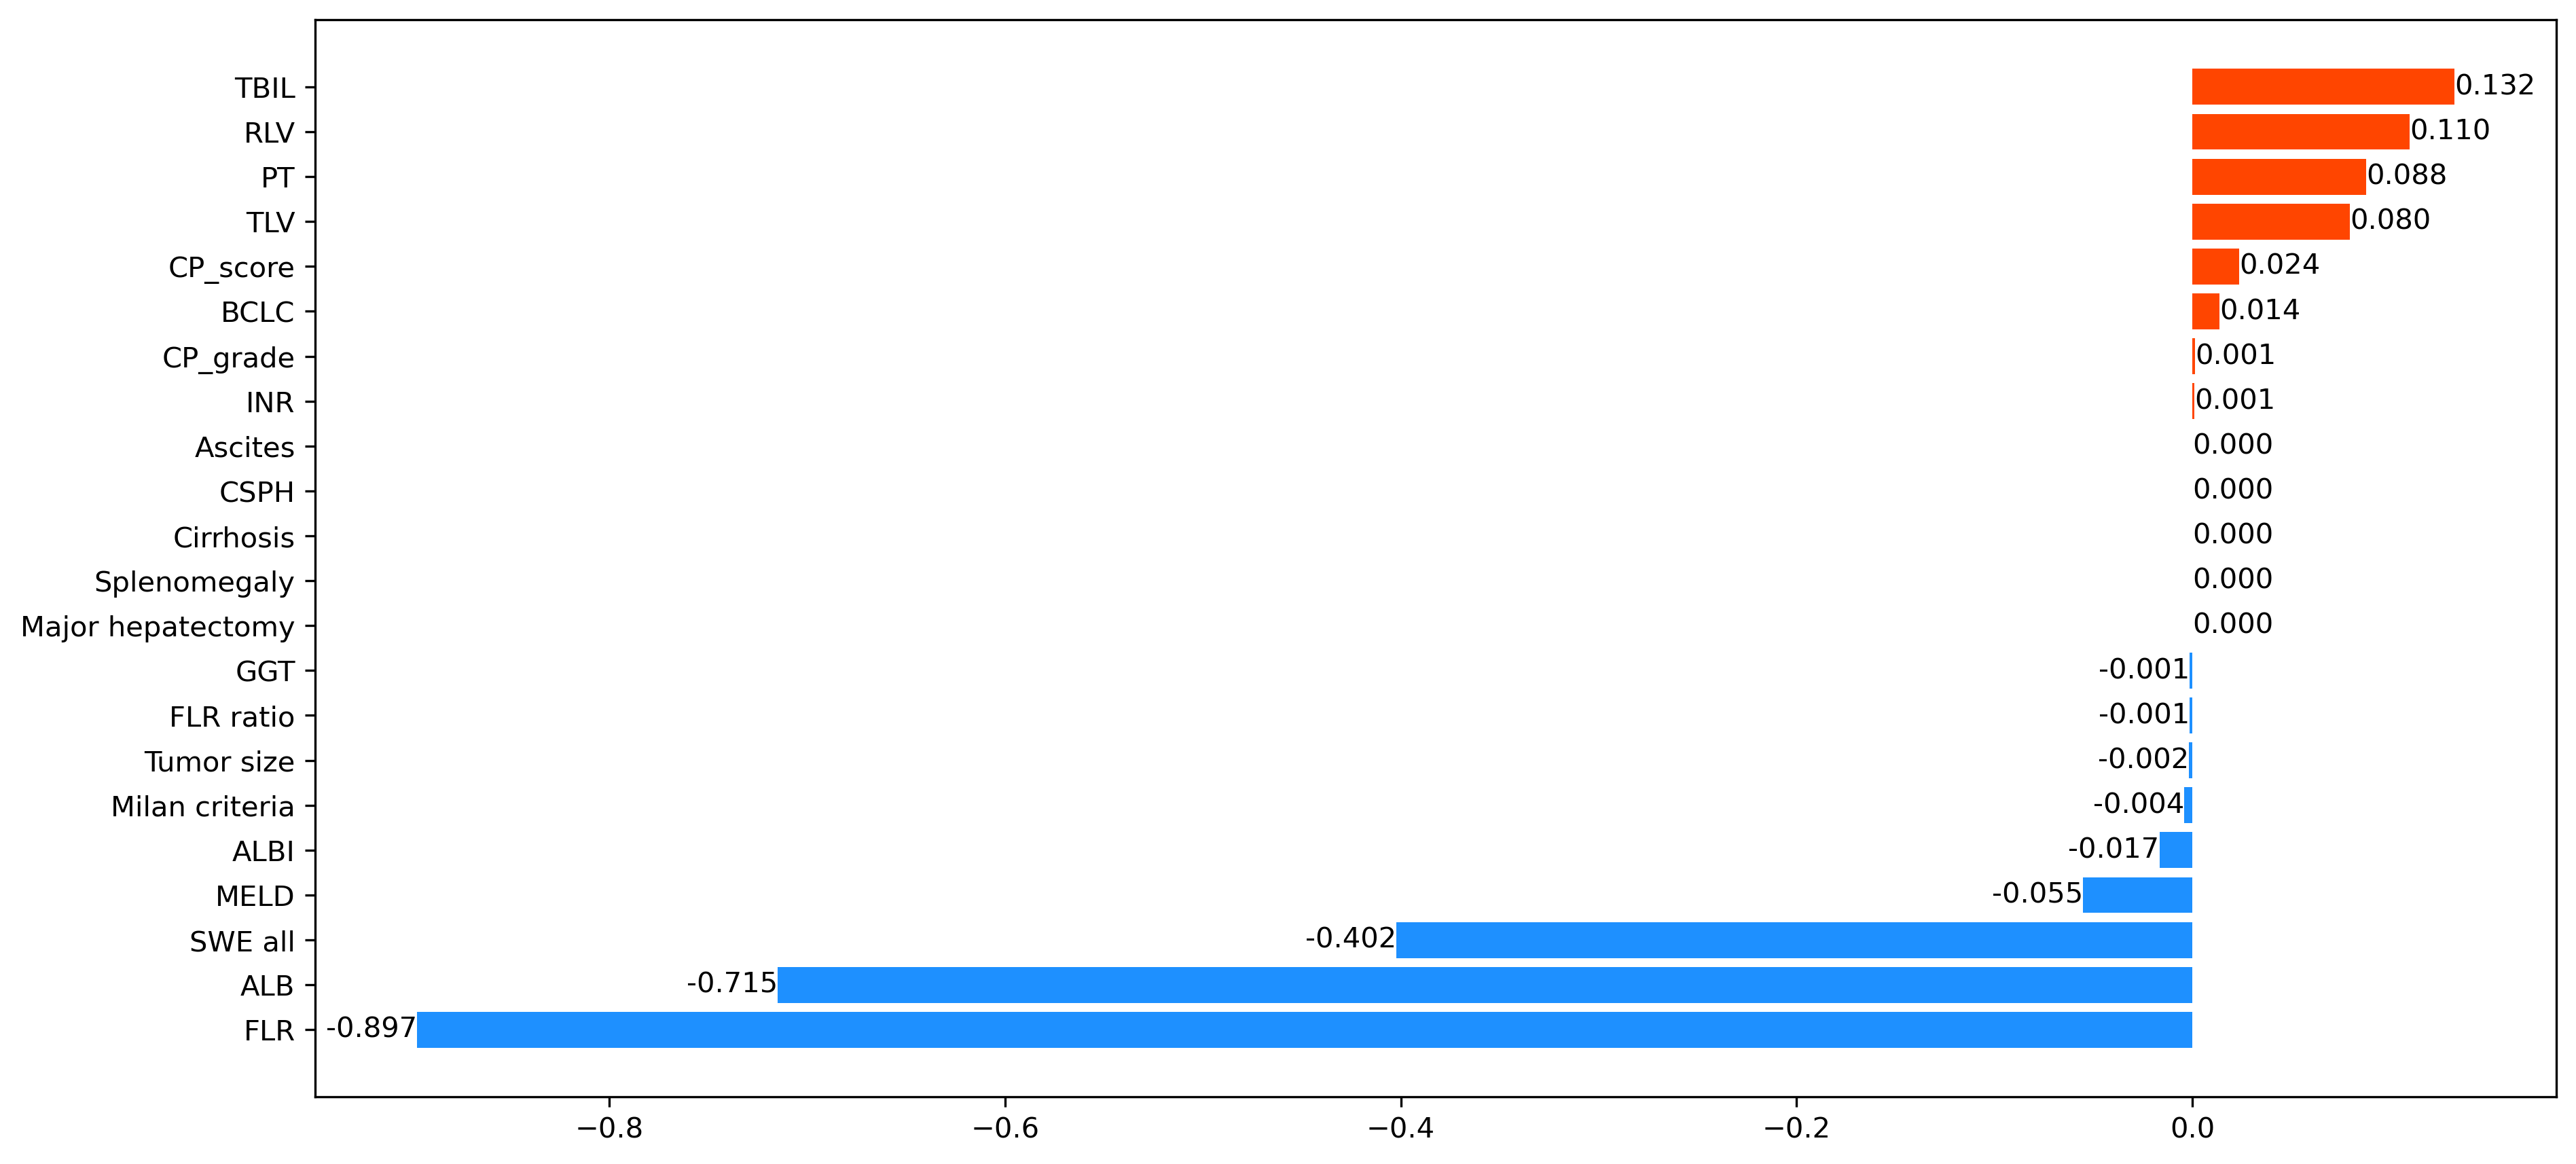 TBIL 0.132
RLV 0.110
PT 0.088
TLV 0.080
CP_score 0.024
BCLC 0.014
CP_grade 0.001
INR 0.001
Ascites 0.000
CSPH 0.000
Cirrhosis 0.000
Splenomegaly 0.000
Major hepatectomy 0.000
GGT -0.001
FLR ratio -0.001
Tumor size -0.002
Milan criteria -0.004
ALBI -0.017
MELD -0.055
SWE all -0.402
ALB -0.715
FLR -0.897
−0.8 −0.6 −0.4 −0.2 0.0